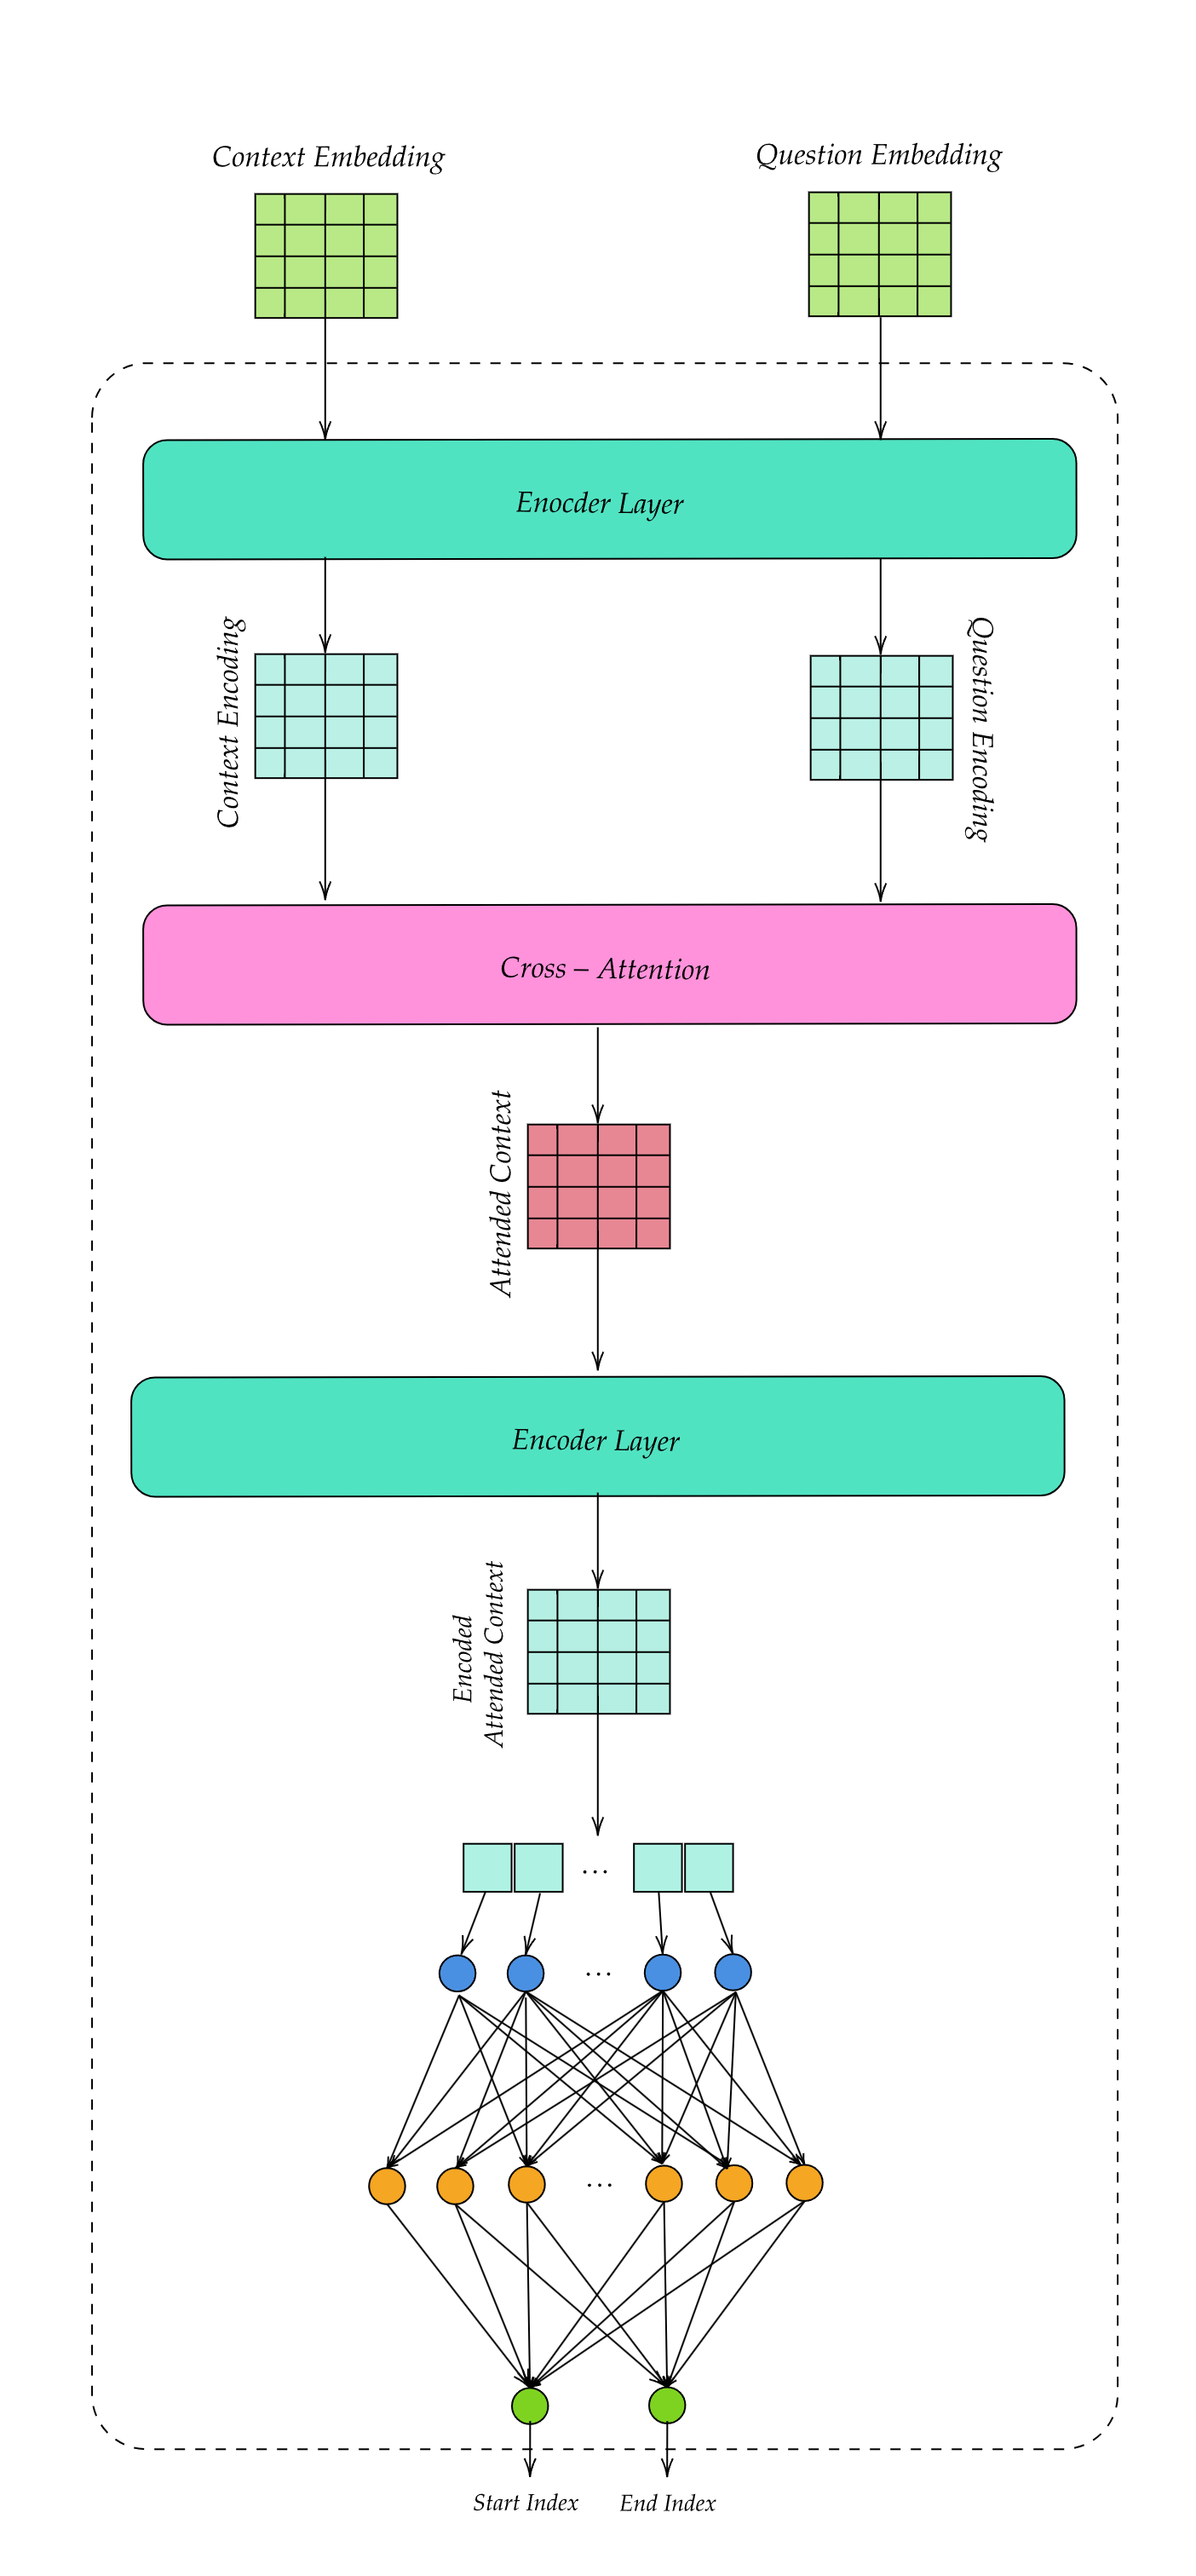 Context Embedding
Question Embedding
Enocder Layer
Context Encoding
Question Encoding
Cross – Attention
Attended Context
Encoder Layer
Encoded
Attended Context
...
...
...
Start Index
End Index